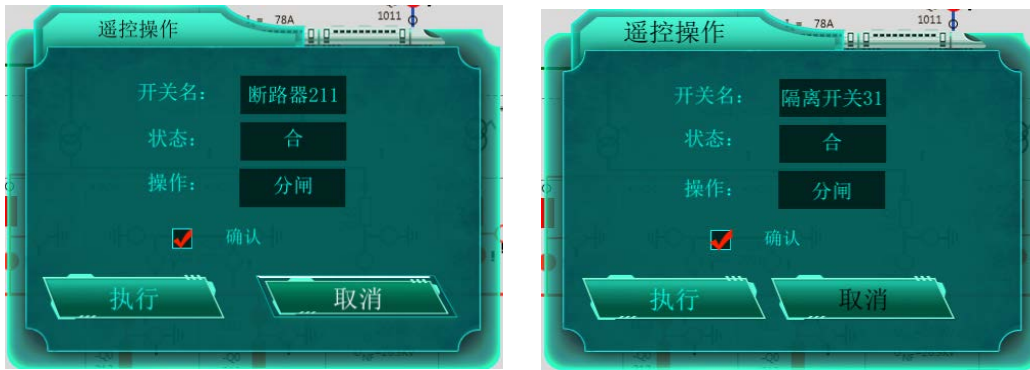 78A
1011
遥控操作
开关名：
断路器211
状态：
合
操作：
分闸
确认
执行
取消
78A
1011
遥控操作
开关名：
隔离开关31
状态：
合
操作：
分闸
确认
执行
取消